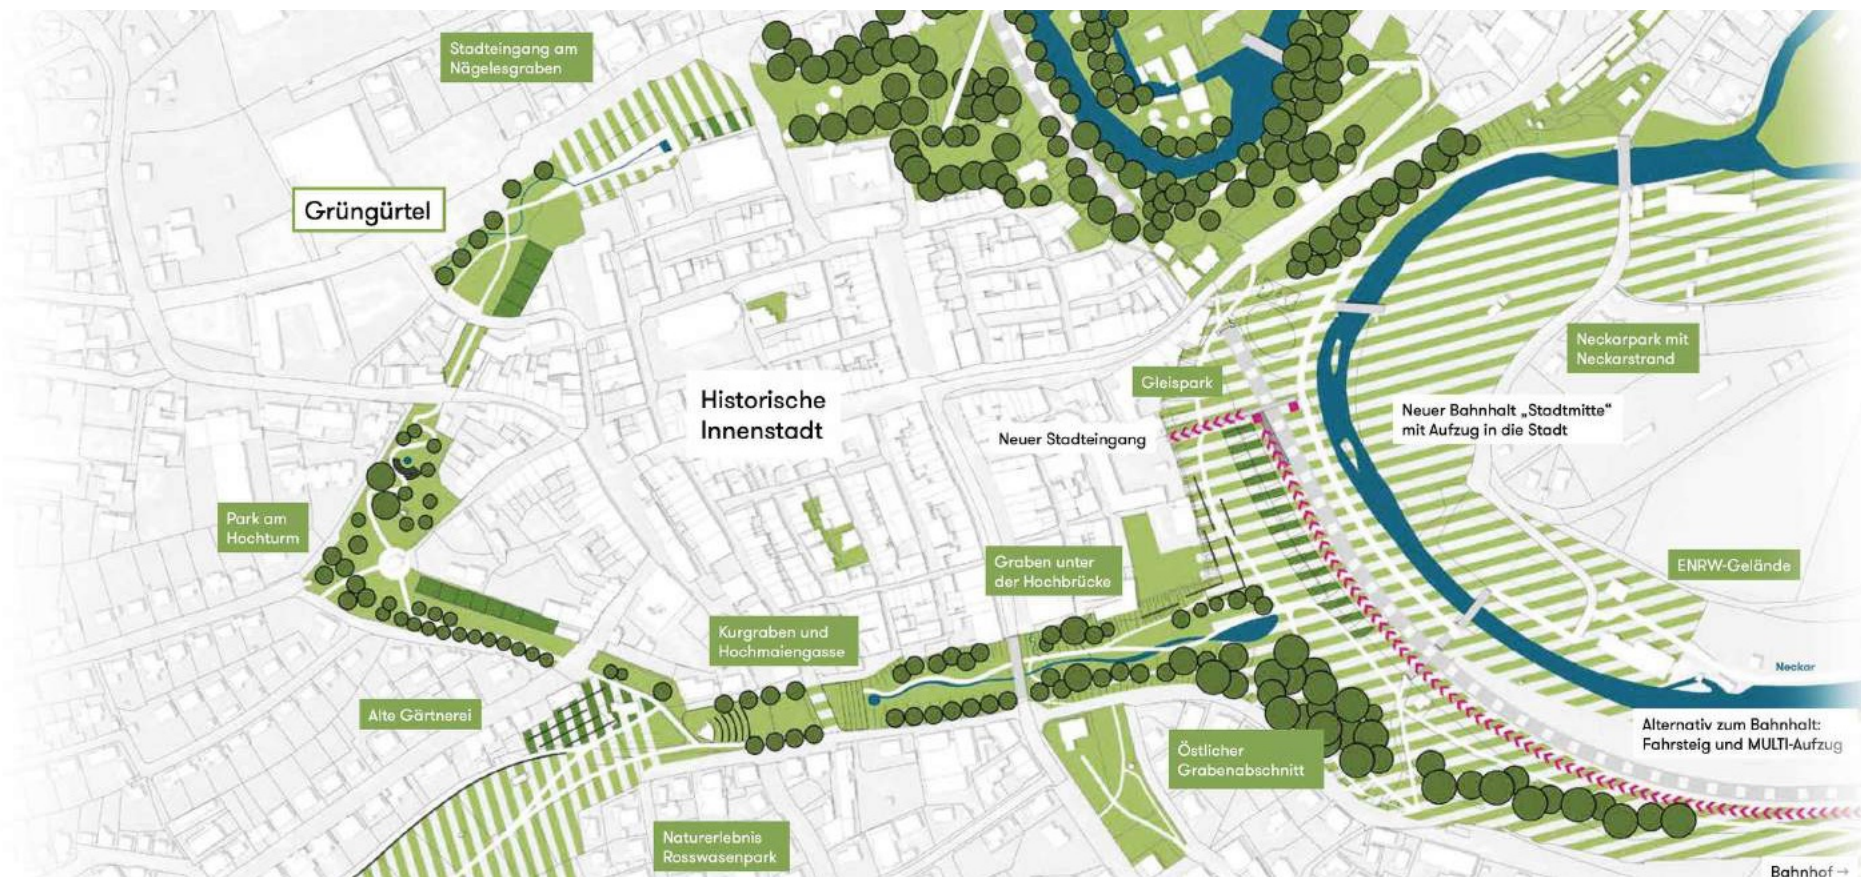 Stadteingang am
Nägelesgraben
Grüngürtel
Historische
Innenstadt
Gleispark
Neuer Stadteingang
Neckarpark mit
Neckarstrand
Neuer Bahnhalt „Stadtmitte“
mit Aufzug in die Stadt
Park am
Hochturm
Graben unter
der Hochbrücke
ENRW-Gelände
Kurgraben und
Hochmaiengasse
Neckar
Alte Gärtnerei
Östlicher
Grabenabschnitt
Alternativ zum Bahnhalt:
Fahrsteig und MULTI-Aufzug
Naturerlebnis
Rosswasenpark
Bahnhof →